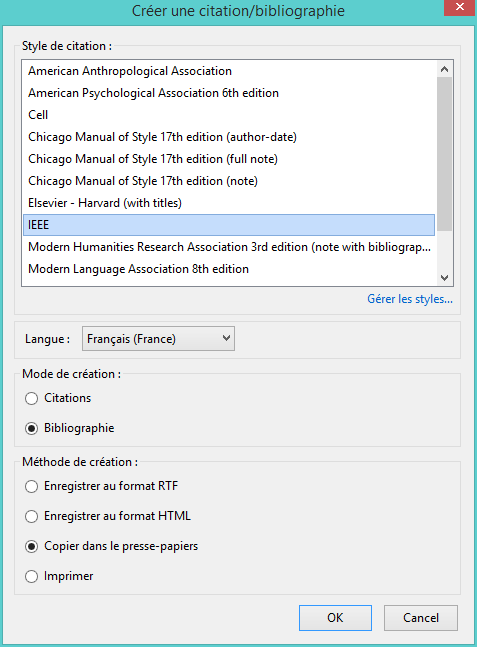 Créer une citation/bibliographie
Style de citation :
American Anthropological Association
American Psychological Association 6th edition
Cell
Chicago Manual of Style 17th edition (author-date)
Chicago Manual of Style 17th edition (full note)
Chicago Manual of Style 17th edition (note)
Elsevier - Harvard (with titles)
IEEE
Modern Humanities Research Association 3rd edition (note with bibliograp...
Modern Language Association 8th edition
Gérer les styles...
Langue : Français (France)
Mode de création :
Citations
Bibliographie
Méthode de création :
Enregistrer au format RTF
Enregistrer au format HTML
Copier dans le presse-papiers
Imprimer
OK Cancel